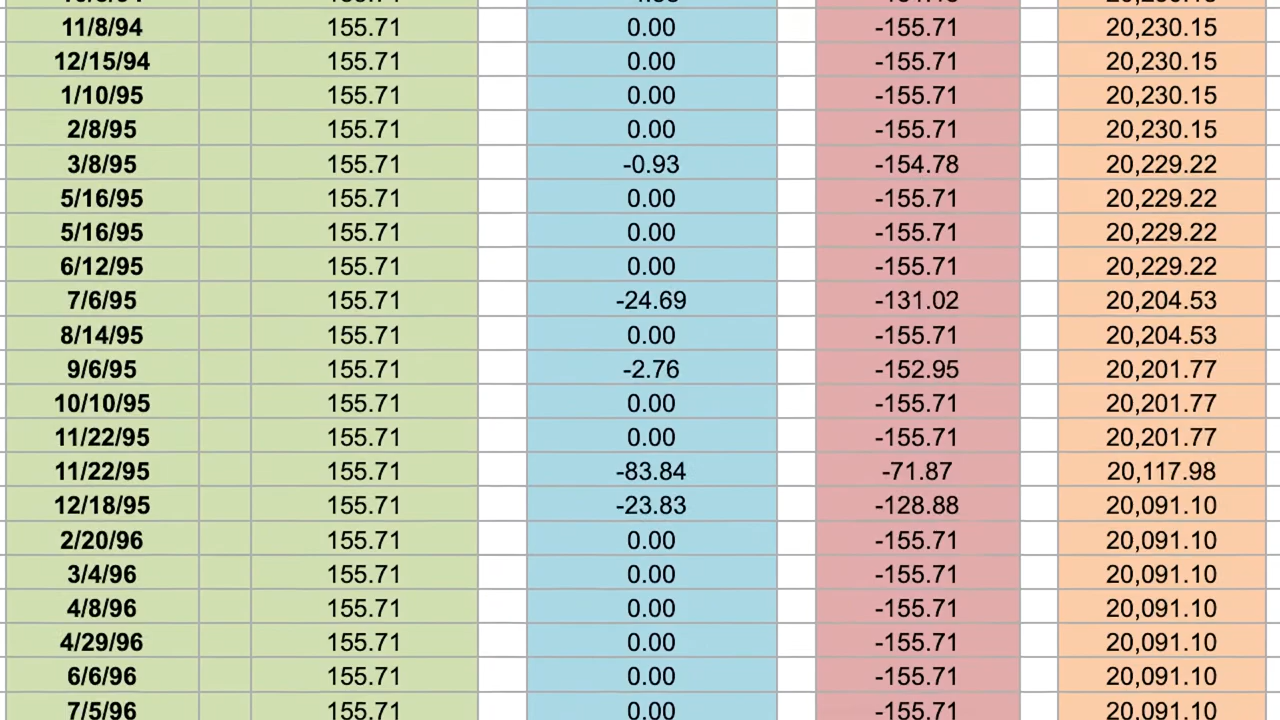 11/8/94 155.71 0.00 -155.71 20,230.15
12/15/94 155.71 0.00 -155.71 20,230.15
1/10/95 155.71 0.00 -155.71 20,230.15
2/8/95 155.71 0.00 -155.71 20,230.15
3/8/95 155.71 -0.93 -154.78 20,229.22
5/16/95 155.71 0.00 -155.71 20,229.22
5/16/95 155.71 0.00 -155.71 20,229.22
6/12/95 155.71 0.00 -155.71 20,229.22
7/6/95 155.71 -24.69 -131.02 20,204.53
8/14/95 155.71 0.00 -155.71 20,204.53
9/6/95 155.71 -2.76 -152.95 20,201.77
10/10/95 155.71 0.00 -155.71 20,201.77
11/22/95 155.71 0.00 -155.71 20,201.77
11/22/95 155.71 -83.84 -71.87 20,117.98
12/18/95 155.71 -23.83 -128.88 20,091.10
2/20/96 155.71 0.00 -155.71 20,091.10
3/4/96 155.71 0.00 -155.71 20,091.10
4/8/96 155.71 0.00 -155.71 20,091.10
4/29/96 155.71 0.00 -155.71 20,091.10
6/6/96 155.71 0.00 -155.71 20,091.10
7/5/96 155.71 0.00 -155.71 20,091.10